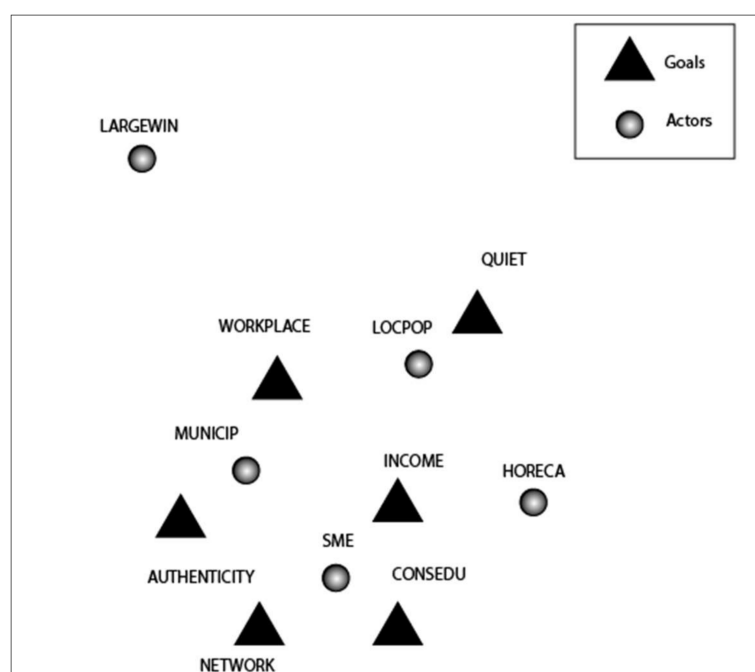 Goals
Actors
LARGEWIN
QUIET
WORKPLACE
LOCPOP
MUNICIP
INCOME
HORECA
SME
AUTHENTICITY
CONSEDU
NETWORK